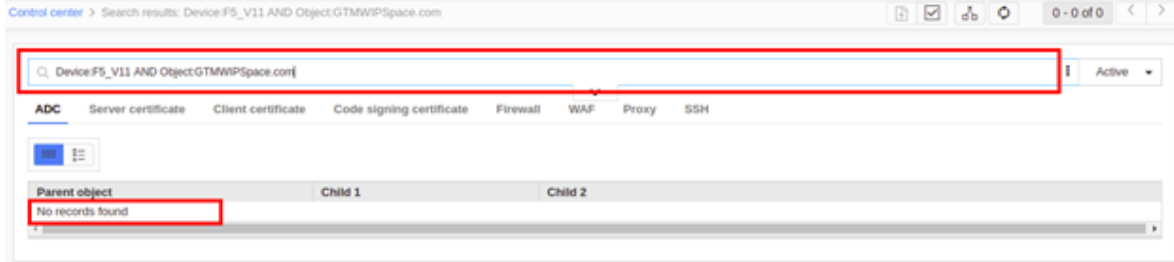 Control center > Search results: Device:F5_V11 AND Object:GTMWIPSpace.com
0 - 0 of 0 < >
Device:F5_V11 AND Object:GTMWIPSpace.com
Active
ADC Server certificate Client certificate Code signing certificate Firewall WAF Proxy SSH
Parent object Child 1 Child 2
No records found